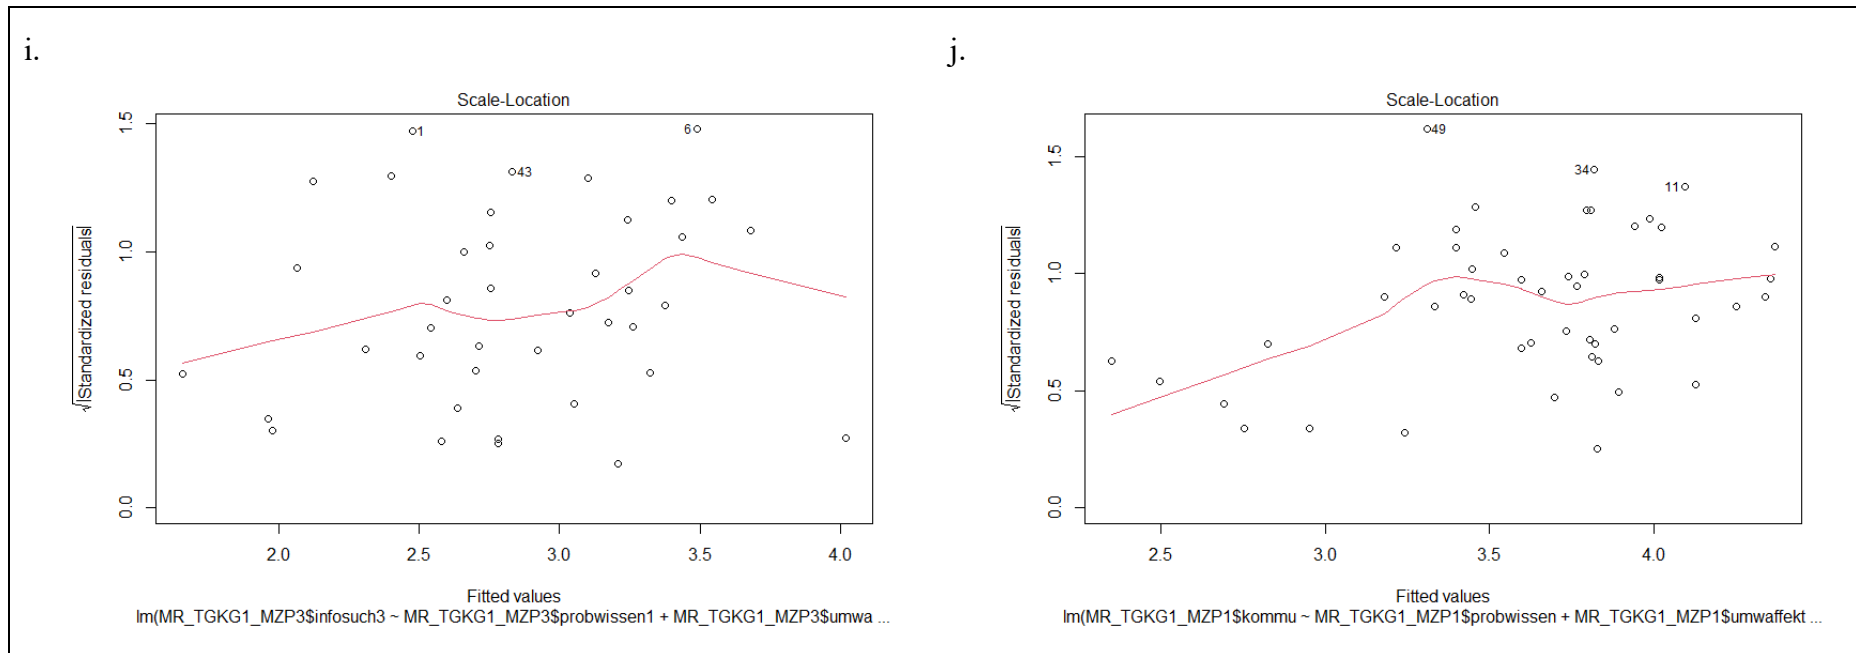 i.
Scale-Location
1
6
43
√|Standardized residuals|
1.5
1.0
0.5
0.0
2.0 2.5 3.0 3.5 4.0
Fitted values
lm(MR_TGKG1_MZP3$infosuch3 ~ MR_TGKG1_MZP3$probwissen1 + MR_TGKG1_MZP3$umwa ...
j.
Scale-Location
49
34
11
√|Standardized residuals|
1.5
1.0
0.5
0.0
2.5 3.0 3.5 4.0
Fitted values
lm(MR_TGKG1_MZP1$kommu ~ MR_TGKG1_MZP1$probwissen + MR_TGKG1_MZP1$umwaffekt ...